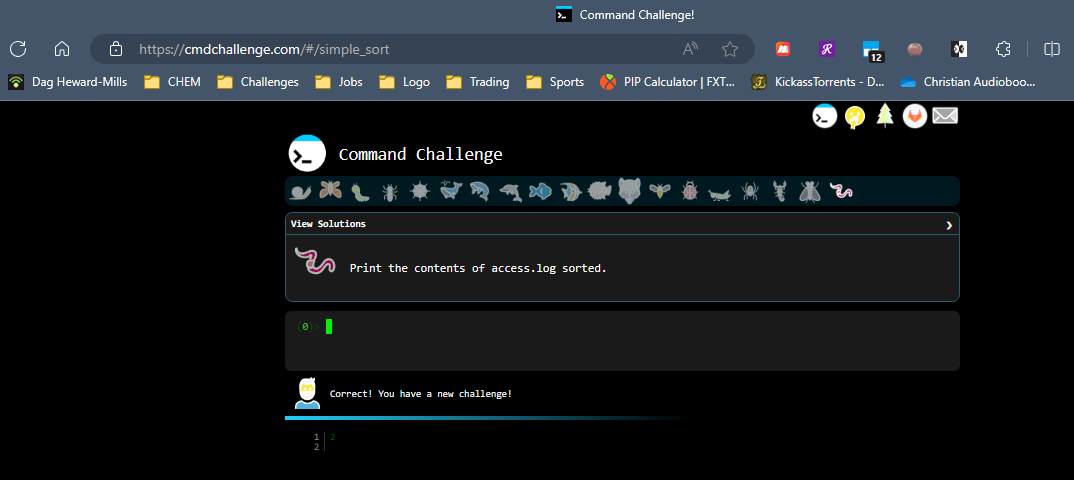 Command Challenge!
https://cmdchallenge.com/#/simple_sort
12
Dag Heward-Mills CHEM Challenges Jobs Logo Trading Sports PIP Calculator | FXT... KickassTorrents - D... Christian Audioboo...
Command Challenge
View Solutions
Print the contents of access.log sorted.
(0)>
Correct! You have a new challenge!
1 2
2